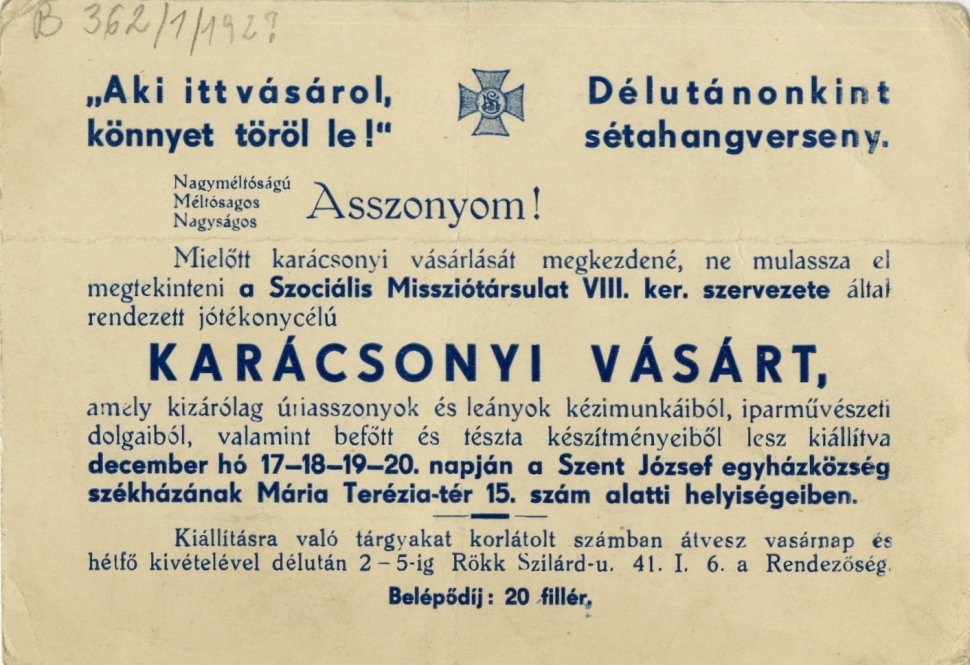 B 362/1/192?
„Aki itt vásárol,
könnyet töröl le!“
Délutánonkint
sétahangverseny.
Nagyméltóságú
Méltóságos
Nagyságos
Asszonyom!
Mielőtt karácsonyi vásárlását megkezdené, ne mulassza el
megtekinteni a Szociális Missziótársulat VIII. ker. szervezete által
rendezett jótékonycélú
KARÁCSONYI VÁSÁRT,
amely kizárólag úriasszonyok és leányok kézimunkáiból, iparművészeti
dolgaiból, valamint befőtt és tészta készítményeiből lesz kiállítva
december hó 17–18–19–20. napján a Szent József egyházközség
székházának Mária Terézia-tér 15. szám alatti helyiségeiben.
Kiállításra való tárgyakat korlátolt számban átvesz vasárnap és
hétfő kivételével délután 2–5-ig Rökk Szilárd-u. 41. I. 6. a Rendezőség.
Belépődíj: 20 fillér.